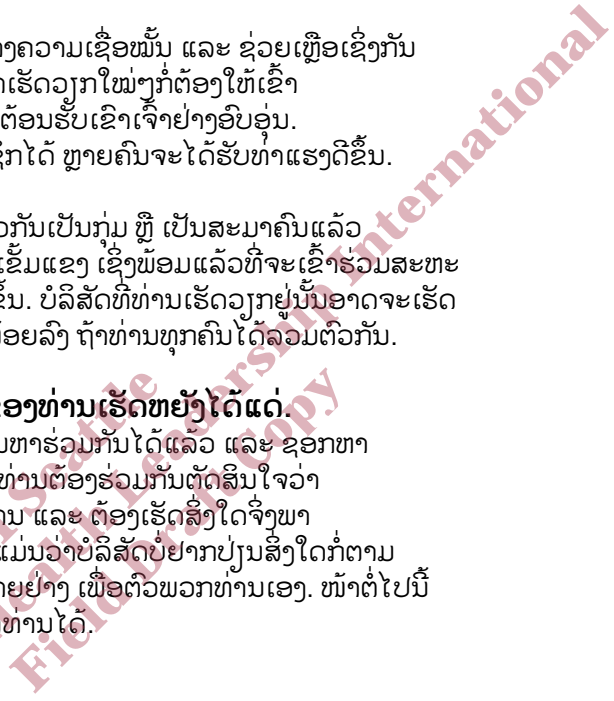 ງຄວາມເຊື່ອໝັ້ນ ແລະ ຊ່ວຍເຫຼືອເຊິ່ງກັນ
ເຮັດວຽກໃໝ່ໆກໍ່ຕ້ອງໃຫ້ເຂົ້າ
ຕ້ອນຮັບເຂົາເຈົ້າຢ່າງອົບອຸ່ນ.
ໄດ້ ຫຼາຍຄົນຈະໄດ້ຮັບທ່າແຮງດີຂຶ້ນ.
ກັນເປັນກຸ່ມ ຫຼື ເປັນສະມາຄົນແລ້ວ
ເຂັ້ມແຂງ ເຊິ່ງພ້ອມແລ້ວທີ່ຈະເຂົ້າຮ່ວມສະຫະ
ຂຶ້ນ. ບໍລິສັດທີ່ທ່ານເຮັດວຽກຢູ່ນັ້ນອາດຈະເຮັດ
ອຍລົງ ຖ້າທ່ານທຸກຄົນໄດ້ລວມຕົວກັນ.
ອງທ່ານເຮັດຫຍັງໄດ້ແດ່.
ຫາຮ່ວມກັນໄດ້ແລ້ວ ແລະ ຊອກຫາ
ທ່ານຕ້ອງຮ່ວມກັນຕັດສິນໃຈວ່າ
ນ ແລະ ຕ້ອງເຮັດສິ່ງໃດຈຶ່ງພາ
ແມ່ນວ່າບໍລິສັດບໍ່ຢາກປ່ຽນສິ່ງໃດກໍ່ຕາມ
ຍຢ່າງ ເພື່ອຕົວພວກທ່ານເອງ. ໜ້າຕໍ່ໄປນີ້
ທ່ານໄດ້.
Seattle
Health Leadership International
Field Draft Copy